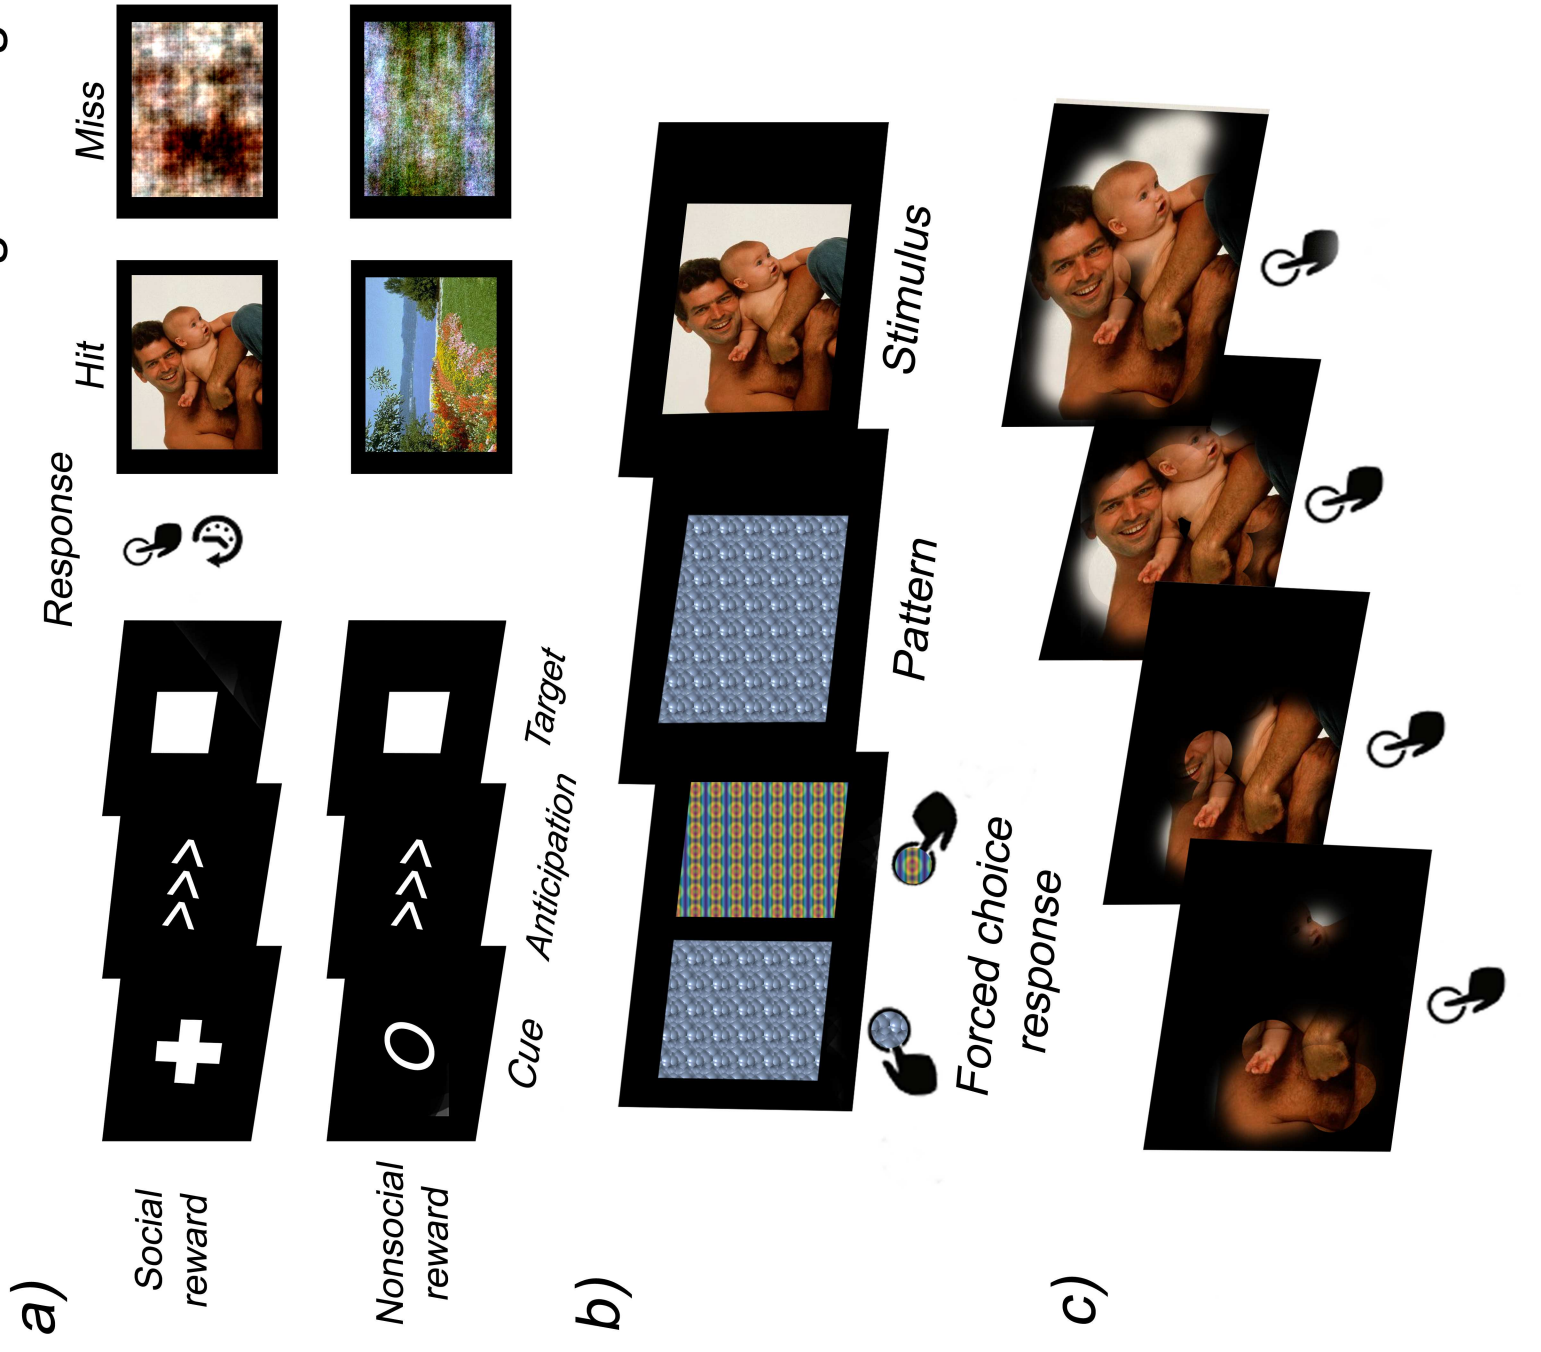 a)
Response
Hit
Miss
Social
reward
Nonsocial
reward
Cue
Anticipation
Target
b)
Forced choice
response
Pattern
Stimulus
c)